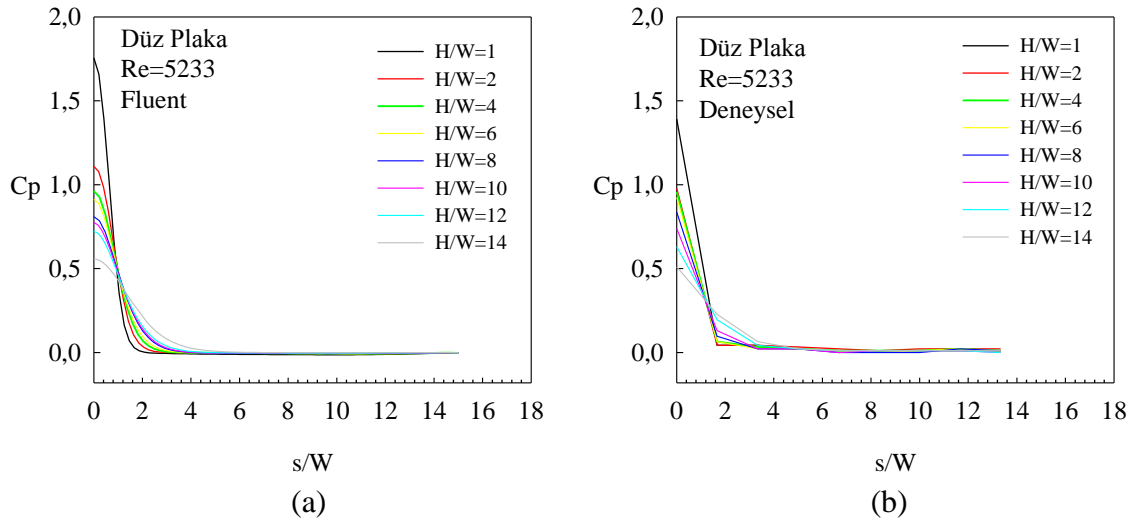 2,0
1,5
1,0
0,5
0,0
Cp
Düz Plaka
Re=5233
Fluent
H/W=1
H/W=2
H/W=4
H/W=6
H/W=8
H/W=10
H/W=12
H/W=14
0 2 4 6 8 10 12 14 16 18
s/W
(a)
2,0
1,5
1,0
0,5
0,0
Cp
Düz Plaka
Re=5233
Deneysel
H/W=1
H/W=2
H/W=4
H/W=6
H/W=8
H/W=10
H/W=12
H/W=14
0 2 4 6 8 10 12 14 16 18
s/W
(b)